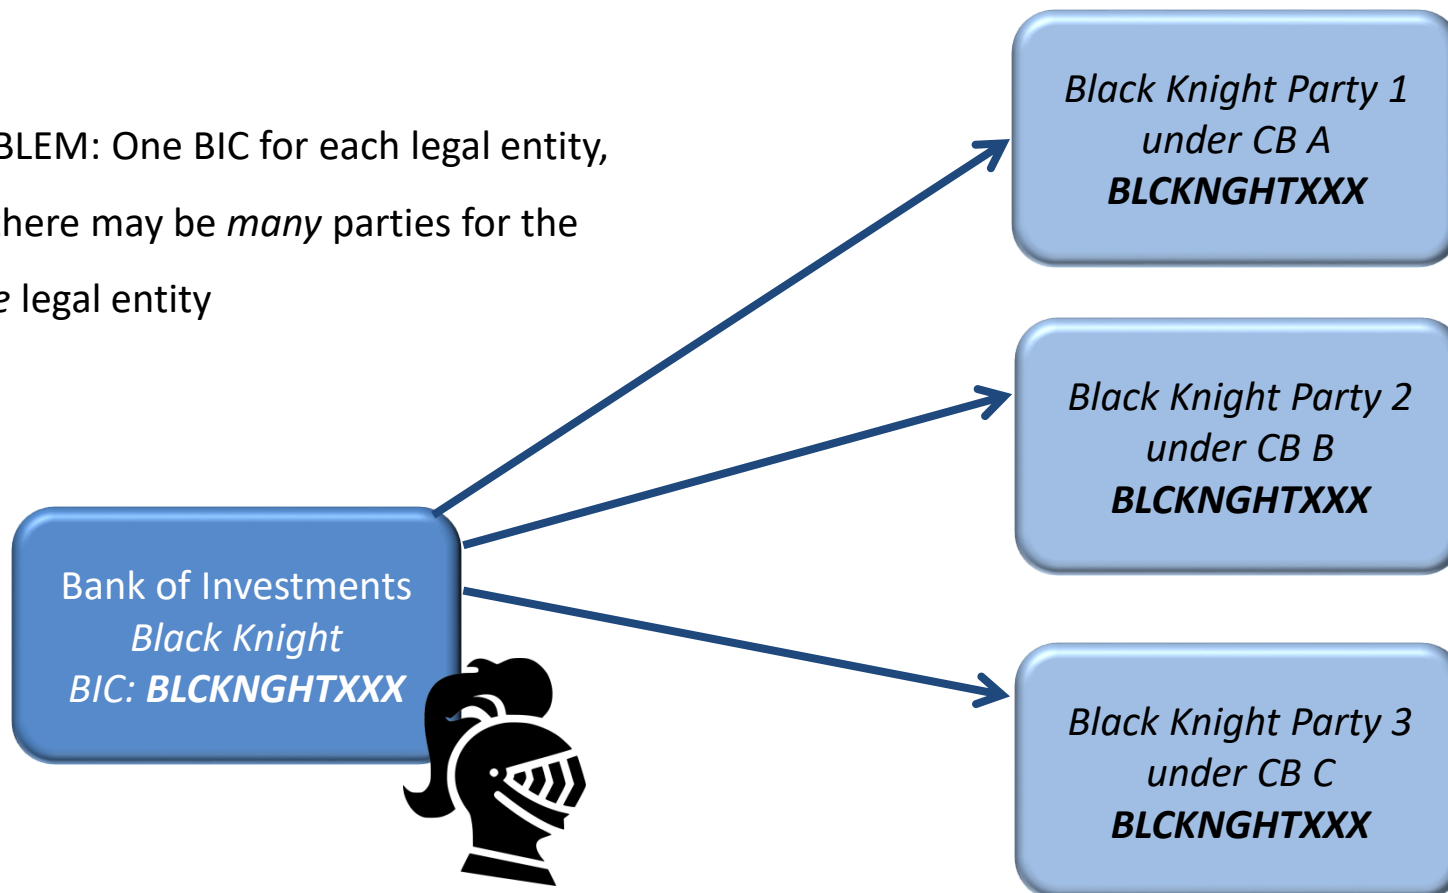 BLEM: One BIC for each legal entity,
there may be many parties for the
e legal entity
Black Knight Party 1
under CB A
BLCKNGHTXXX
Black Knight Party 2
under CB B
BLCKNGHTXXX
Bank of Investments
Black Knight
BIC: BLCKNGHTXXX
Black Knight Party 3
under CB C
BLCKNGHTXXX